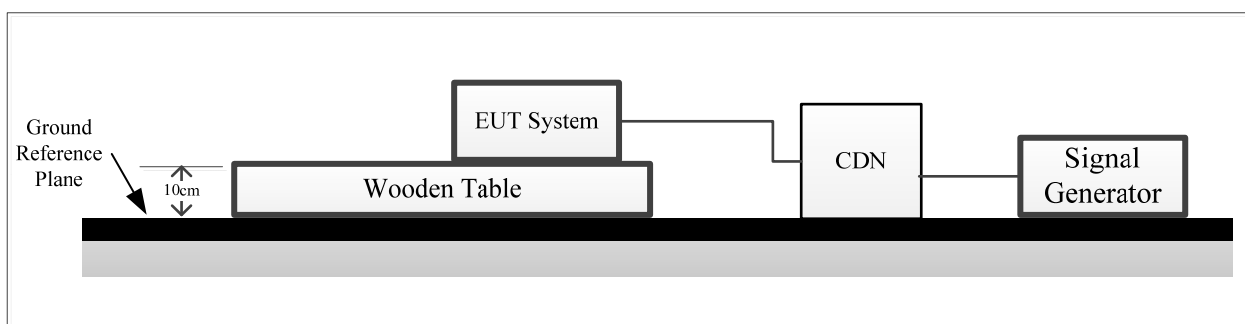 Ground
Reference
Plane
10cm
EUT System
Wooden Table
CDN
Signal
Generator